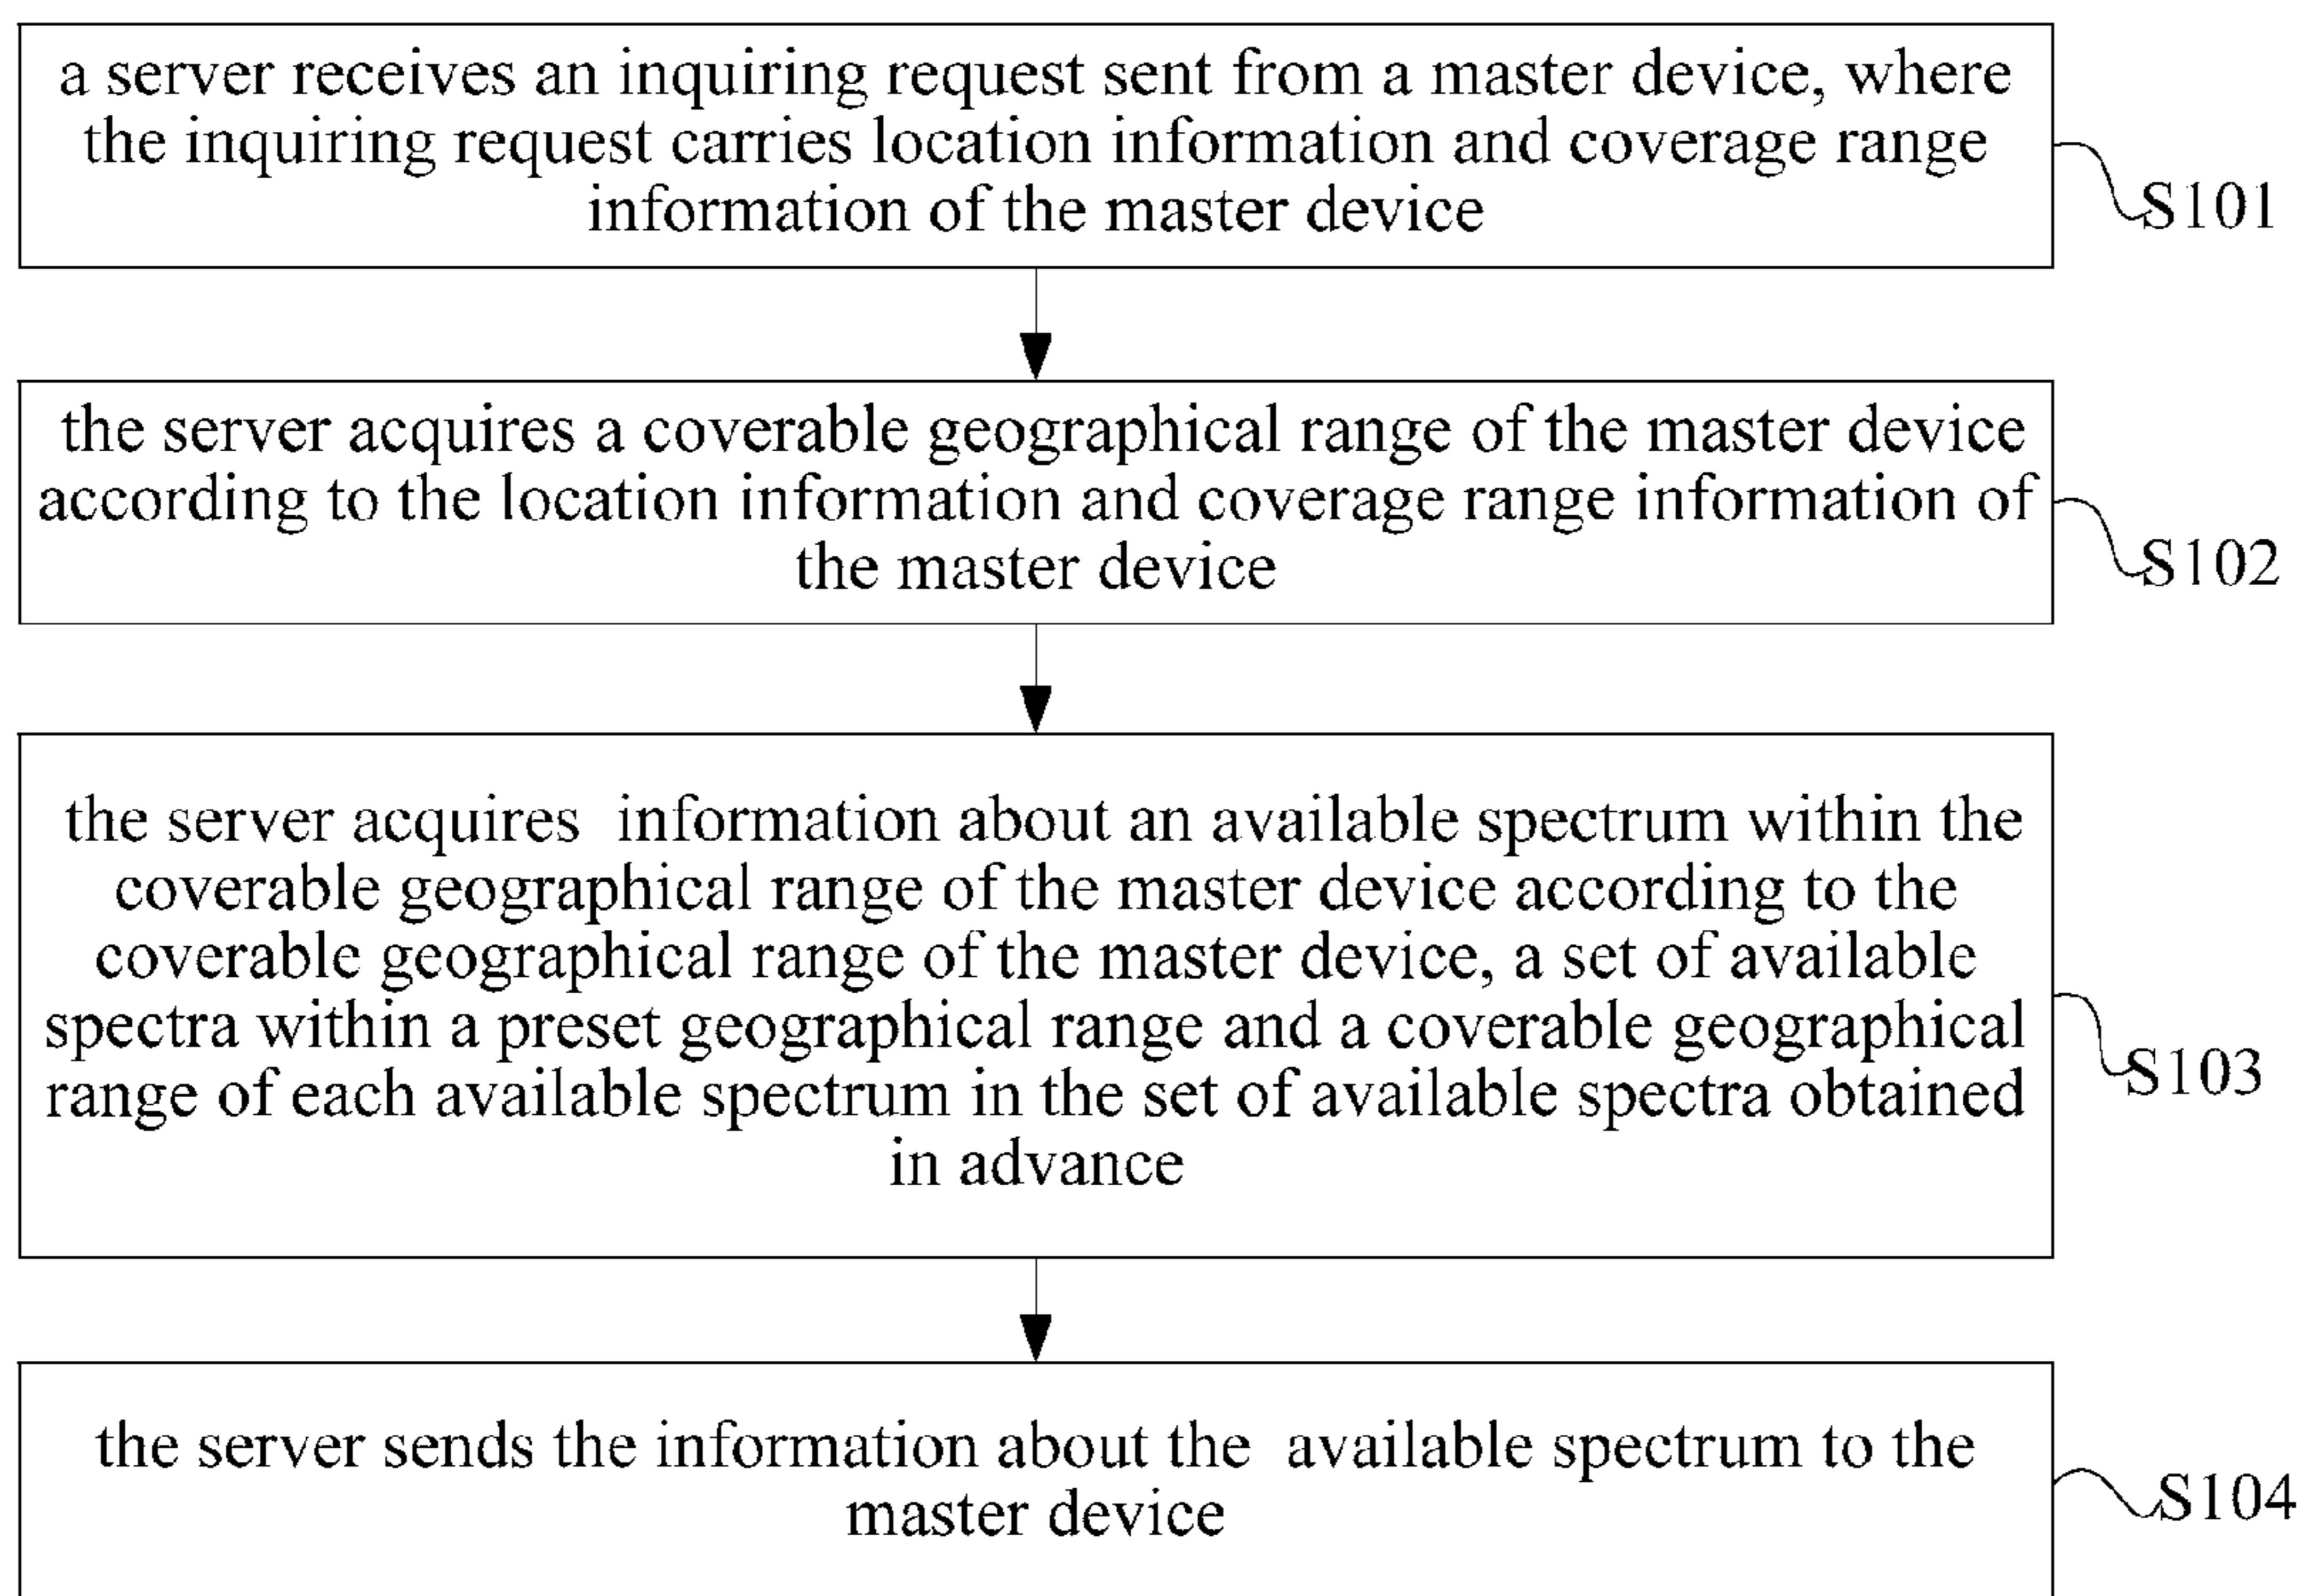 a server receives an inquiring request sent from a master device, where
the inquiring request carries location information and coverage range
information of the master device
S101
the server acquires a coverable geographical range of the master device
according to the location information and coverage range information of
the master device
S102
the server acquires information about an available spectrum within the
coverable geographical range of the master device according to the
coverable geographical range of the master device, a set of available
spectra within a preset geographical range and a coverable geographical
range of each available spectrum in the set of available spectra obtained
in advance
S103
the server sends the information about the available spectrum to the
master device
S104